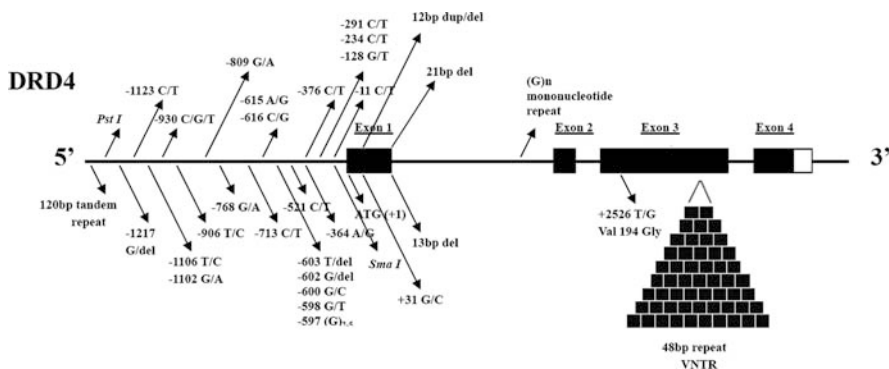 DRD4
5’
3’
Pst I
-1123 C/T
-930 C/G/T
-809 G/A
-615 A/G
-616 C/G
-376 C/T
-291 C/T
-234 C/T
-128 G/T
-11 C/T
12bp dup/del
21bp del
Exon 1
(G)n
mononucleotide
repeat
Exon 2
Exon 3
Exon 4
120bp tandem
repeat
-1217
G/del
-1106 T/C
-1102 G/A
-906 T/C
-768 G/A
-713 C/T
-521 C/T
-603 T/del
-602 G/del
-600 G/C
-598 G/T
-597 (G)
-364 A/G
Sma I
ATG (+1)
+31 G/C
13bp del
+2526 T/G
Val 194 Gly
48bp repeat
VNTR